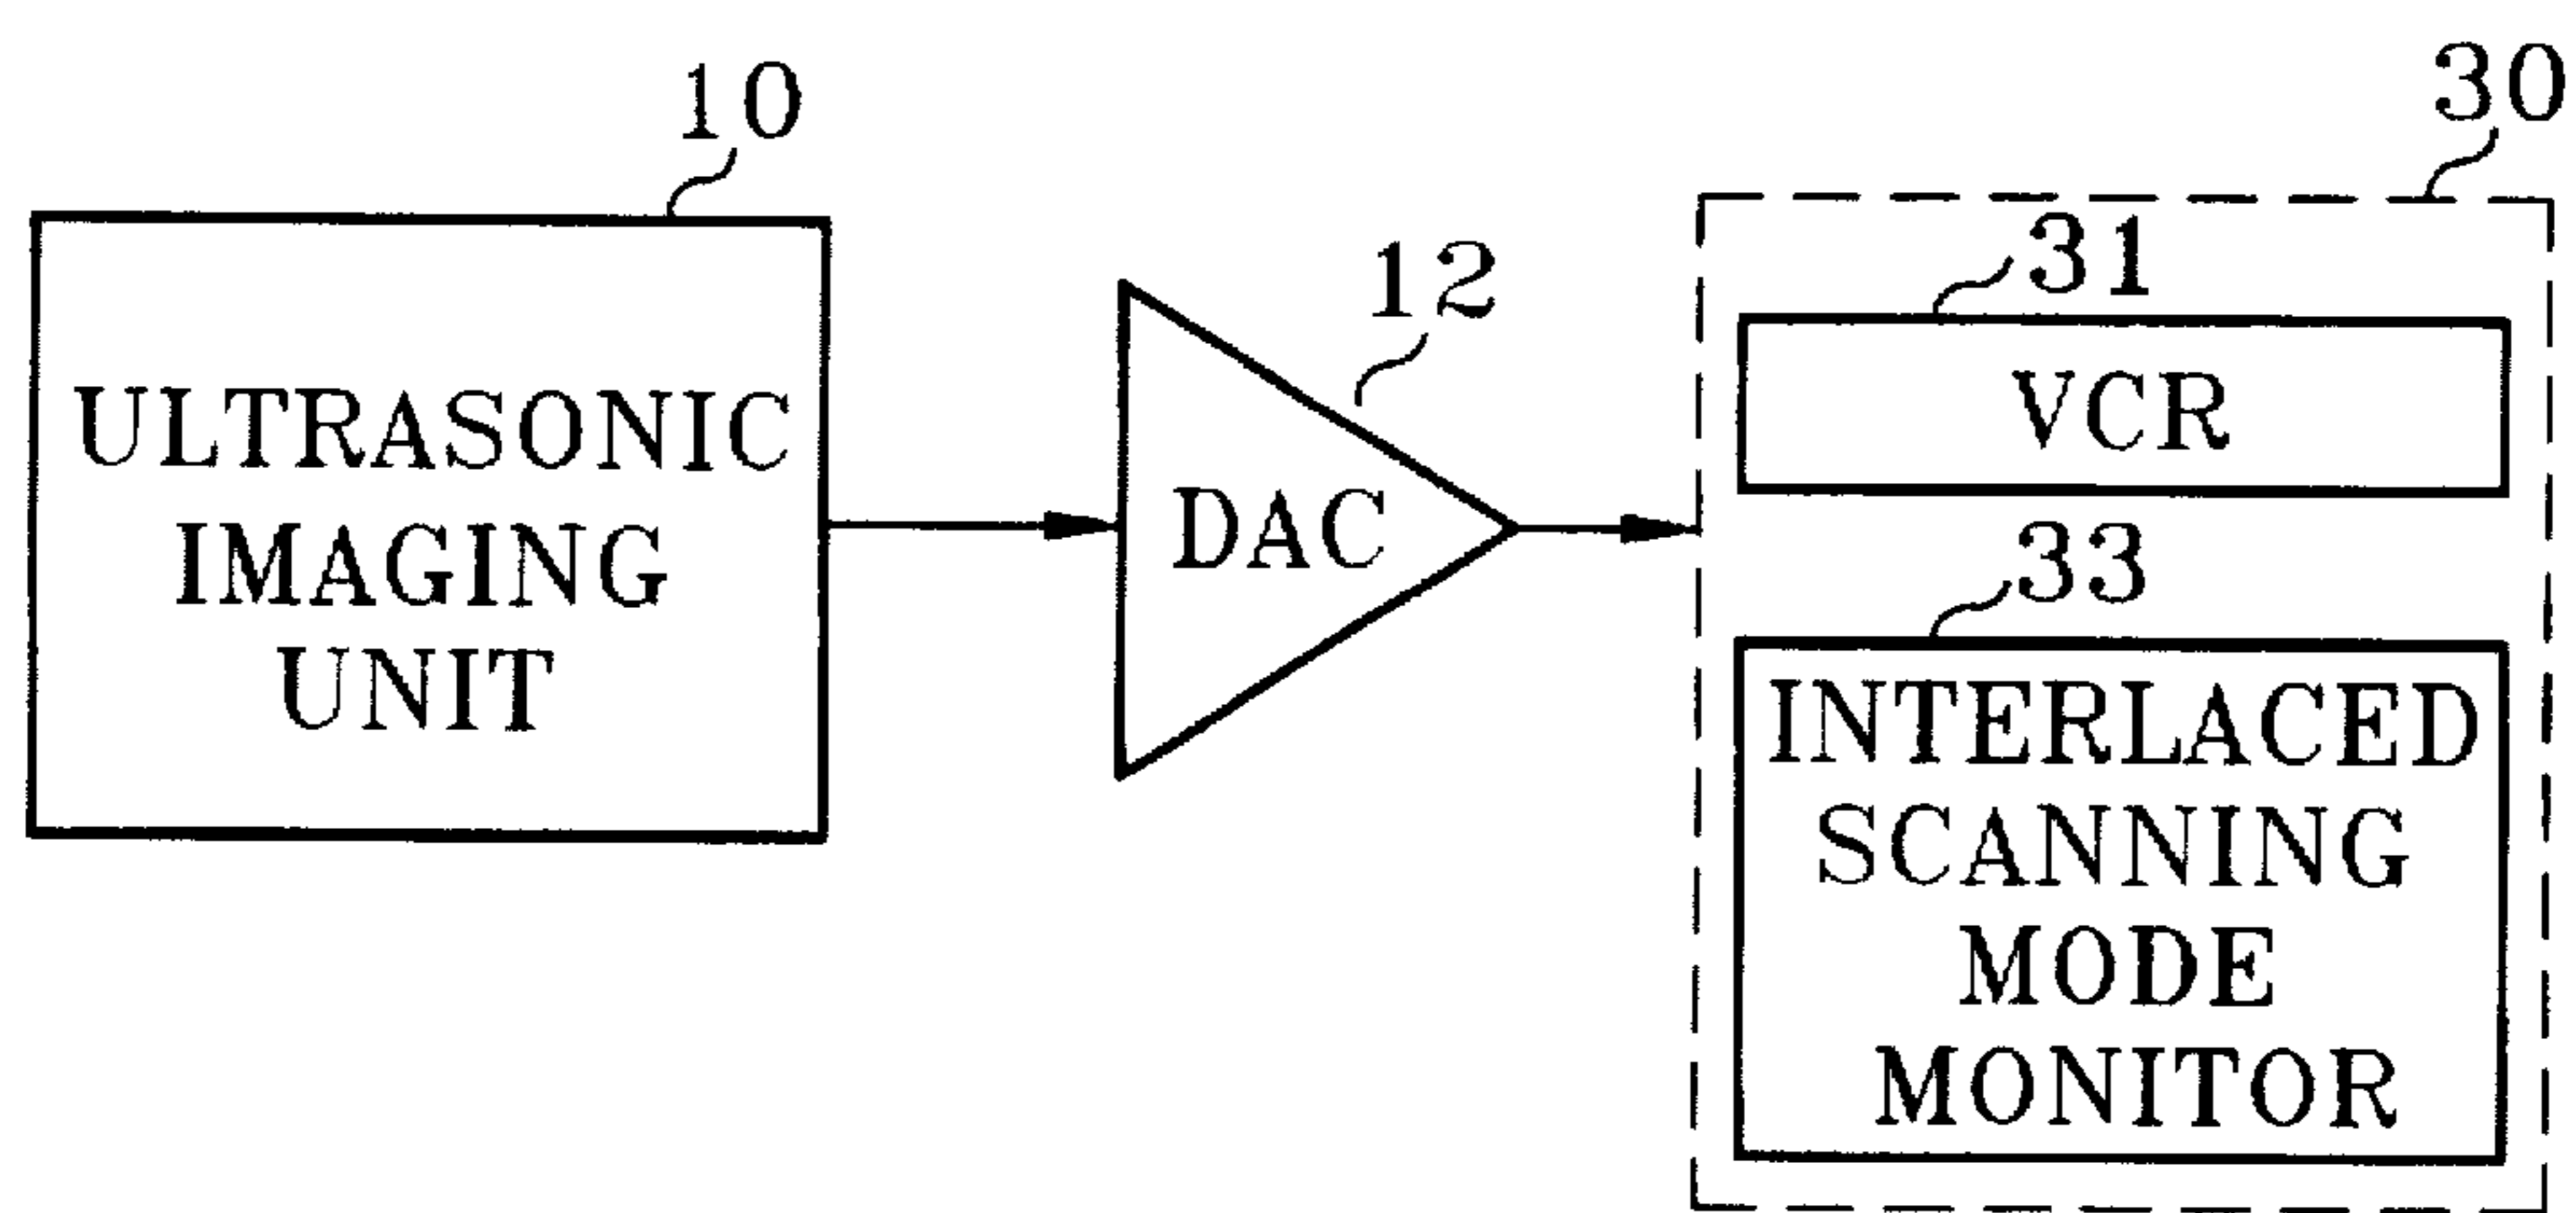 10
ULTRASONIC
IMAGING
UNIT
12
DAC
30
31
VCR
33
INTERLACED
SCANNING
MODE
MONITOR